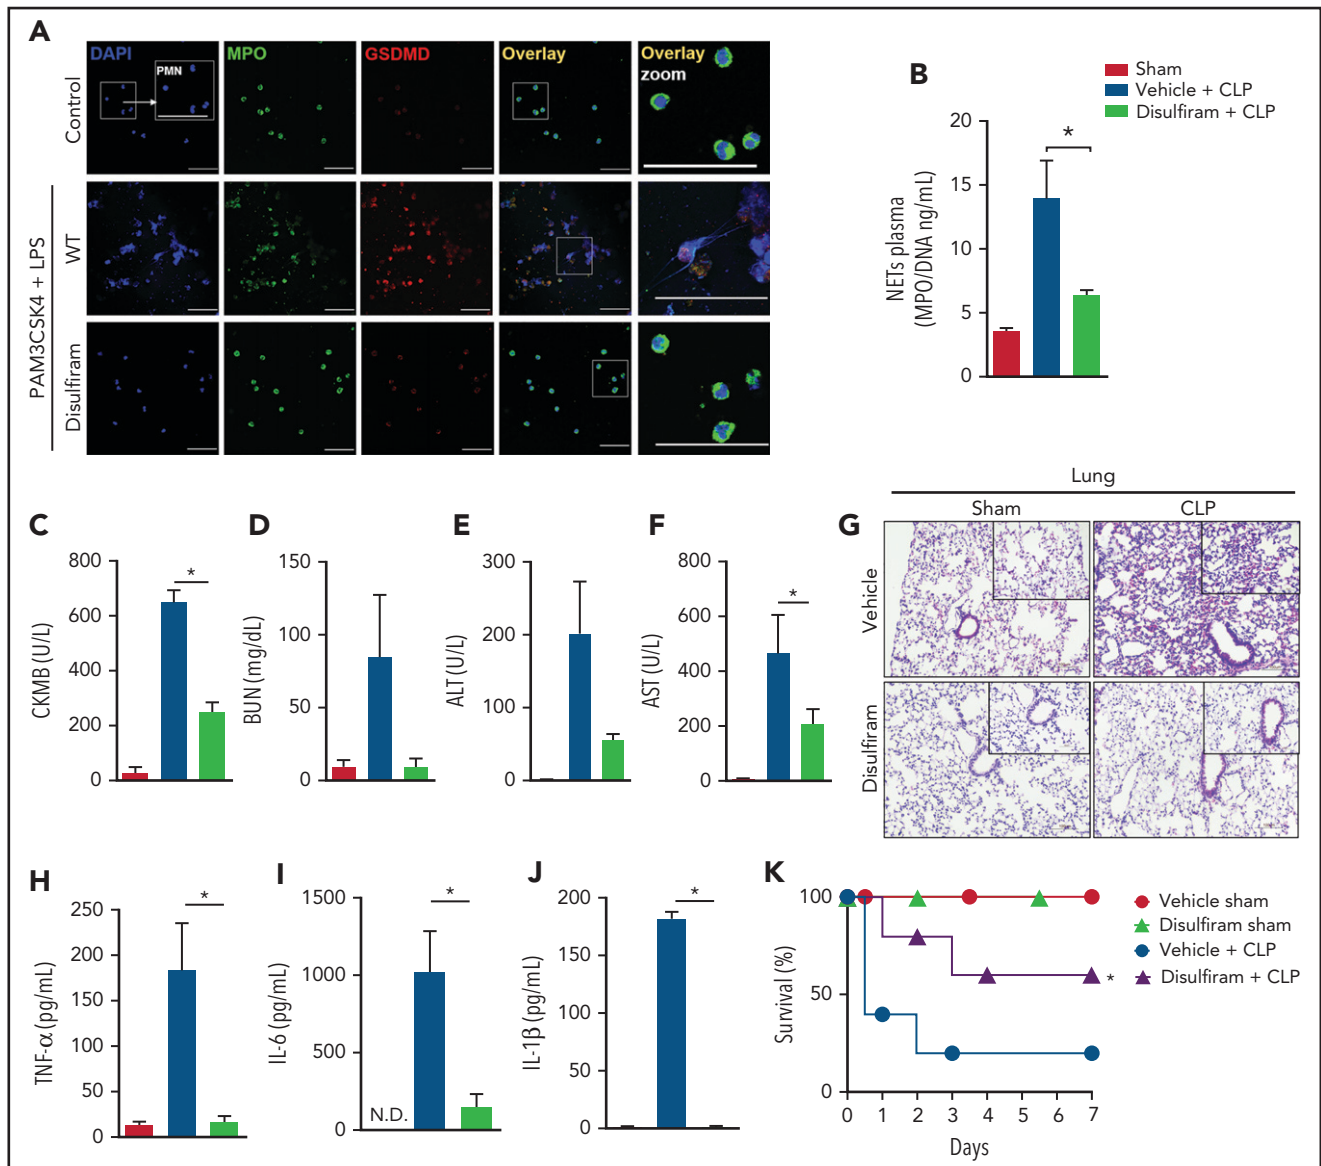 A
DAPI
MPO
GSDMD
Overlay
Overlay
zoom
PMN
Control
PAM3CSK4 + LPS
WT
Disulfiram
B
Sham
Vehicle + CLP
Disulfiram + CLP
NETs plasma
(MPO/DNA ng/mL)
20
15
10
5
0
*
C
CKMB (U/L)
800
600
400
200
0
*
D
BUN (mg/dL)
150
100
50
0
E
ALT (U/L)
300
200
100
0
F
AST (U/L)
800
600
400
200
0
*
G
Lung
Sham
CLP
Vehicle
Disulfiram
H
TNF-α (pg/mL)
250
200
150
100
50
0
*
I
IL-6 (pg/mL)
1500
1000
500
0
N.D.
*
J
IL-1β (pg/mL)
200
150
100
50
0
*
K
Survival (%)
100
50
0
0 1 2 3 4 5 6 7
Days
*
Vehicle sham
Disulfiram sham
Vehicle + CLP
Disulfiram + CLP